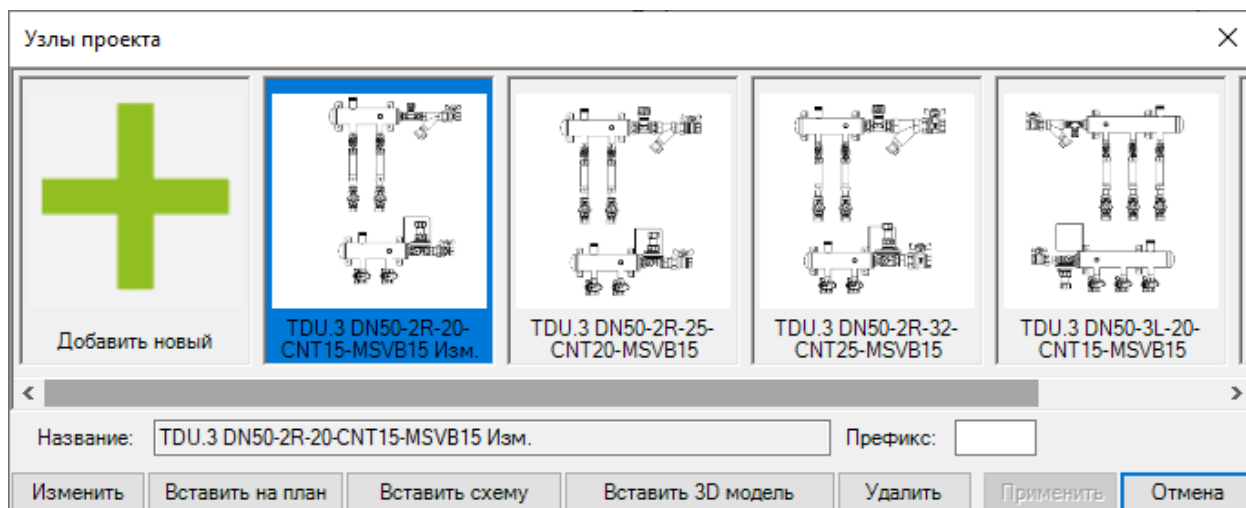 Узлы проекта
Добавить новый
TDU.3 DN50-2R-20-
CNT15-MSVB15 Изм.
TDU.3 DN50-2R-25-
CNT20-MSVB15
TDU.3 DN50-2R-32-
CNT25-MSVB15
TDU.3 DN50-3L-20-
CNT15-MSVB15
Название: TDU.3 DN50-2R-20-CNT15-MSVB15 Изм. Префикс:
Изменить Вставить на план Вставить схему Вставить 3D модель Удалить Применить Отмена